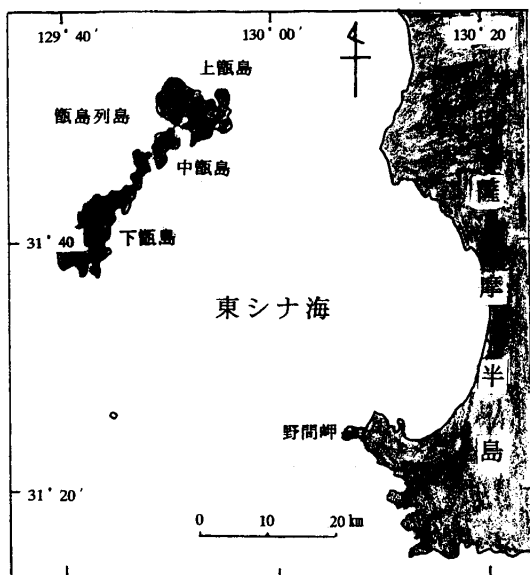 129° 40′
130° 00′
130° 20′
上甑島
甑島列島
中甑島
下甑島
31° 40′
東シナ海
薩摩半島
野間岬
31° 20′
0 10 20 km